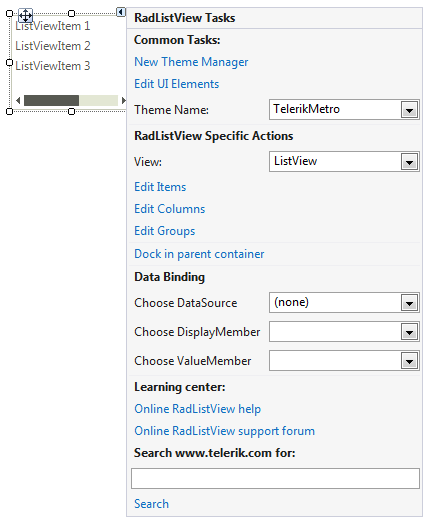 ListViewItem 1
ListViewItem 2
ListViewItem 3
RadListView Tasks
Common Tasks:
New Theme Manager
Edit UI Elements
Theme Name: TelerikMetro
RadListView Specific Actions
View: ListView
Edit Items
Edit Columns
Edit Groups
Dock in parent container
Data Binding
Choose DataSource (none)
Choose DisplayMember
Choose ValueMember
Learning center:
Online RadListView help
Online RadListView support forum
Search www.telerik.com for:
Search